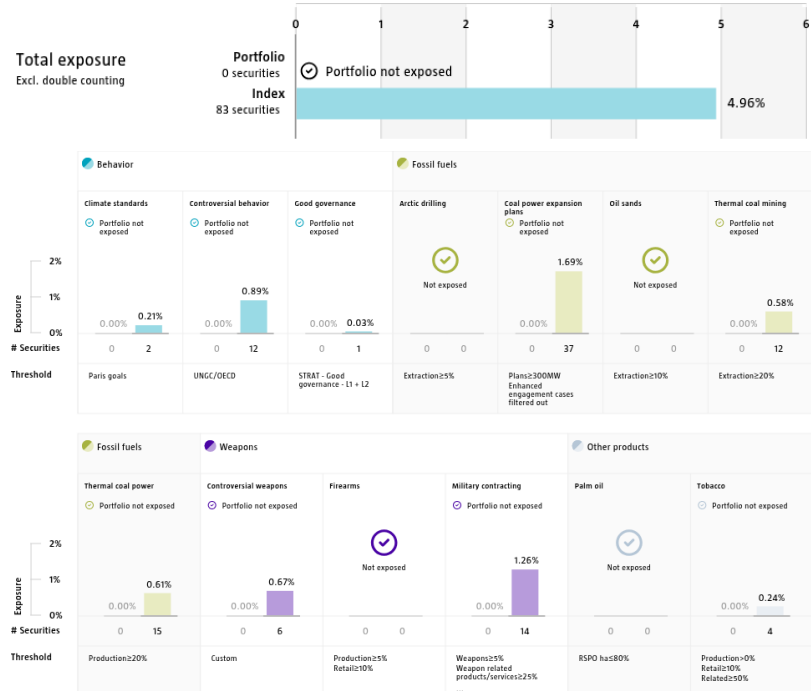 0 1 2 3 4 5 6
Total exposure
Excl. double counting
Portfolio
0 securities
Portfolio not exposed
Index
83 securities
4.96%
Behavior
Fossil fuels
Climate standards
Portfolio not
exposed
Controversial behavior
Portfolio not
exposed
Good governance
Portfolio not
exposed
Arctic drilling
Not exposed
Coal power expansion
plans
Portfolio not
exposed
Oil sands
Not exposed
Thermal coal mining
Portfolio not
exposed
Exposure
2%
1%
0%
0.00% 0.21%
0.00% 0.89%
0.00% 0.03%
0.00% 1.69%
0.00% 0.58%
# Securities 0 2 0 12 0 1 0 0 0 37 0 0 0 12
Threshold
Paris goals
UNGC/OECD
STRAT - Good
governance - L1 + L2
Extraction≥5%
Plans≥300MW
Enhanced
engagement cases
filtered out
Extraction≥10%
Extraction≥20%
Fossil fuels
Weapons
Other products
Thermal coal power
Portfolio not exposed
Controversial weapons
Portfolio not exposed
Firearms
Not exposed
Military contracting
Portfolio not exposed
Palm oil
Not exposed
Tobacco
Portfolio not exposed
Exposure
2%
1%
0%
0.00% 0.61%
0.00% 0.67%
0.00% 1.26%
0.00% 0.24%
# Securities 0 15 0 6 0 0 0 14 0 0 0 4
Threshold
Production≥20%
Custom
Production≥5%
Retail≥10%
Weapons≥5%
Weapon related
products/services≥25%
RSPO ha≤80%
Production>0%
Retail≥10%
Related≥50%